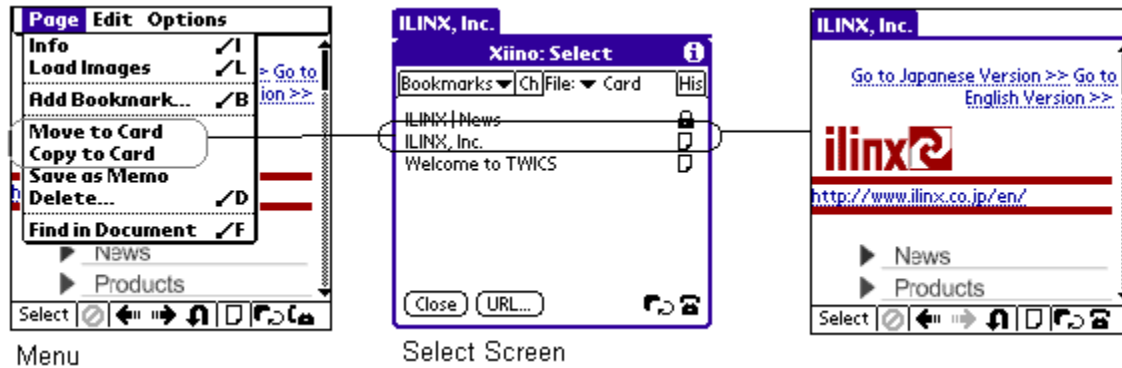 Page Edit Options
Info /I
Load Images /L
Add Bookmark... /B
Move to Card
Copy to Card
Save as Memo
Delete... /D
Find in Document /F
> Go to
ion >>
News
Products
Select
Menu
ILINX, Inc.
Xiino: Select
Bookmarks Ch File: Card His
ILINX | News
ILINX, Inc.
Welcome to TWICS
Close URL...
Select Screen
ILINX, Inc.
Go to Japanese Version >> Go to
English Version >>
ilinx
http://www.ilinx.co.jp/en/
News
Products
Select